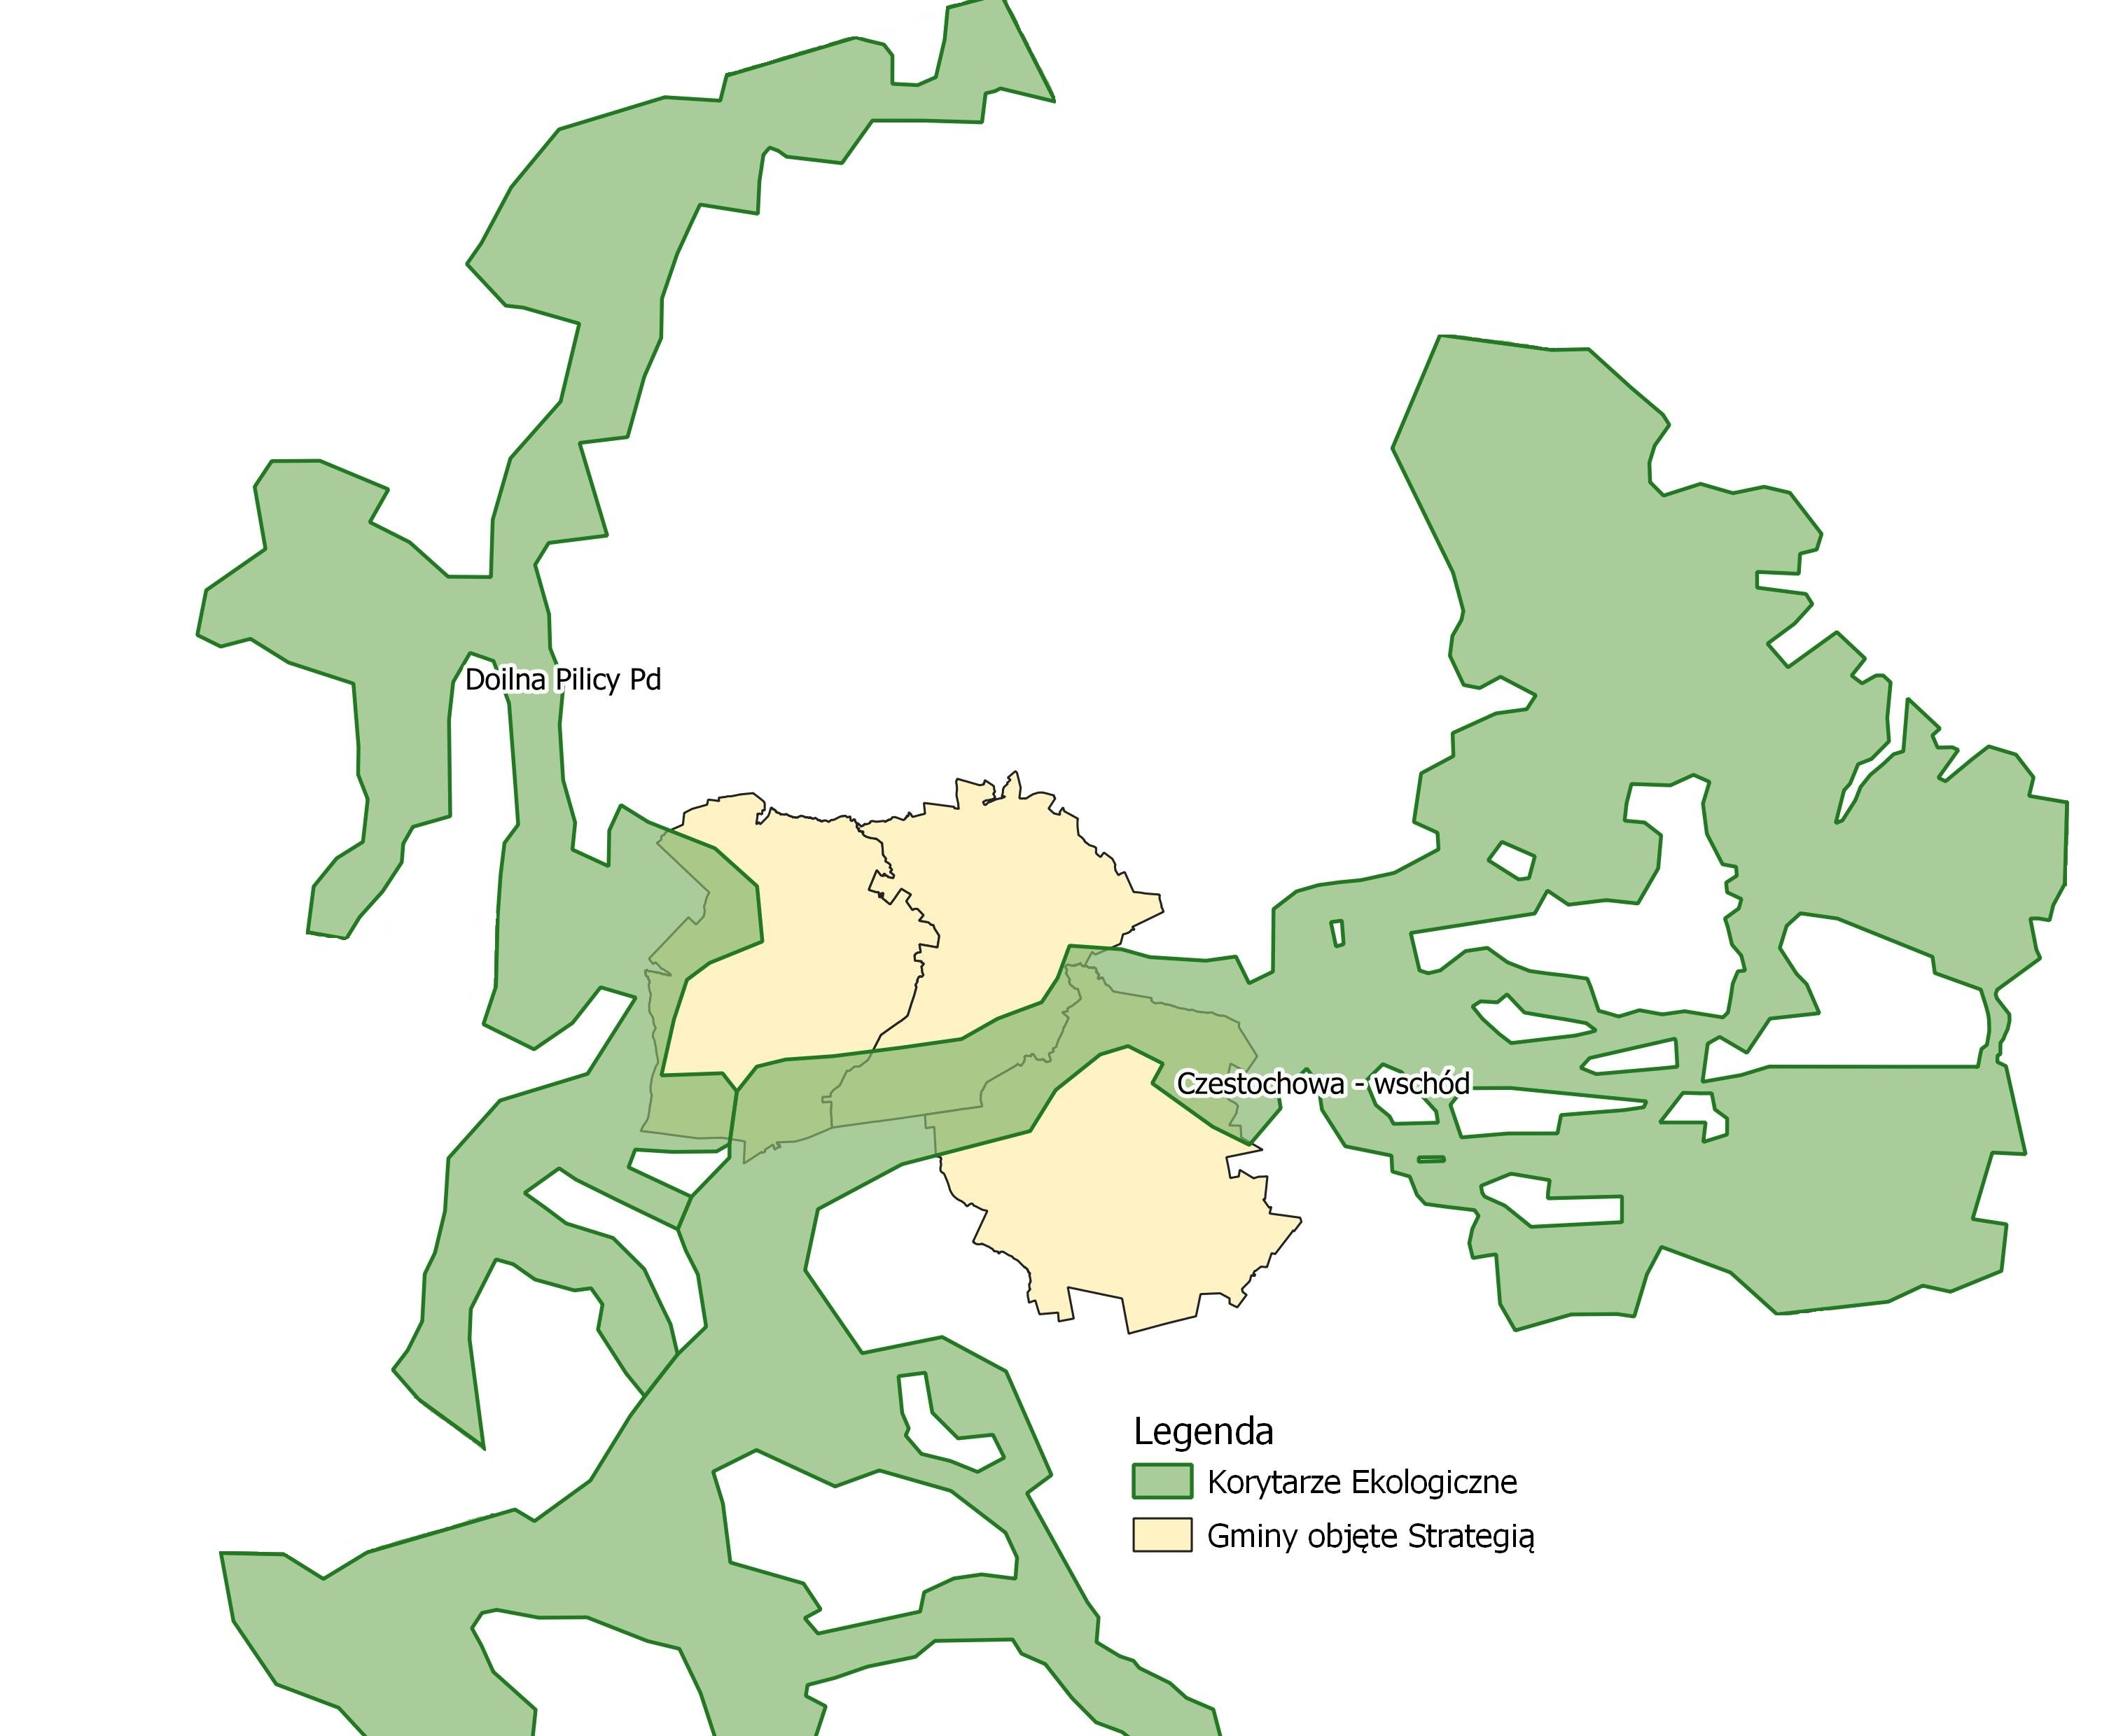 Doilna Pilicy Pd
Czestochowa - wschód
Legenda
Korytarze Ekologiczne
Gminy objęte Strategią